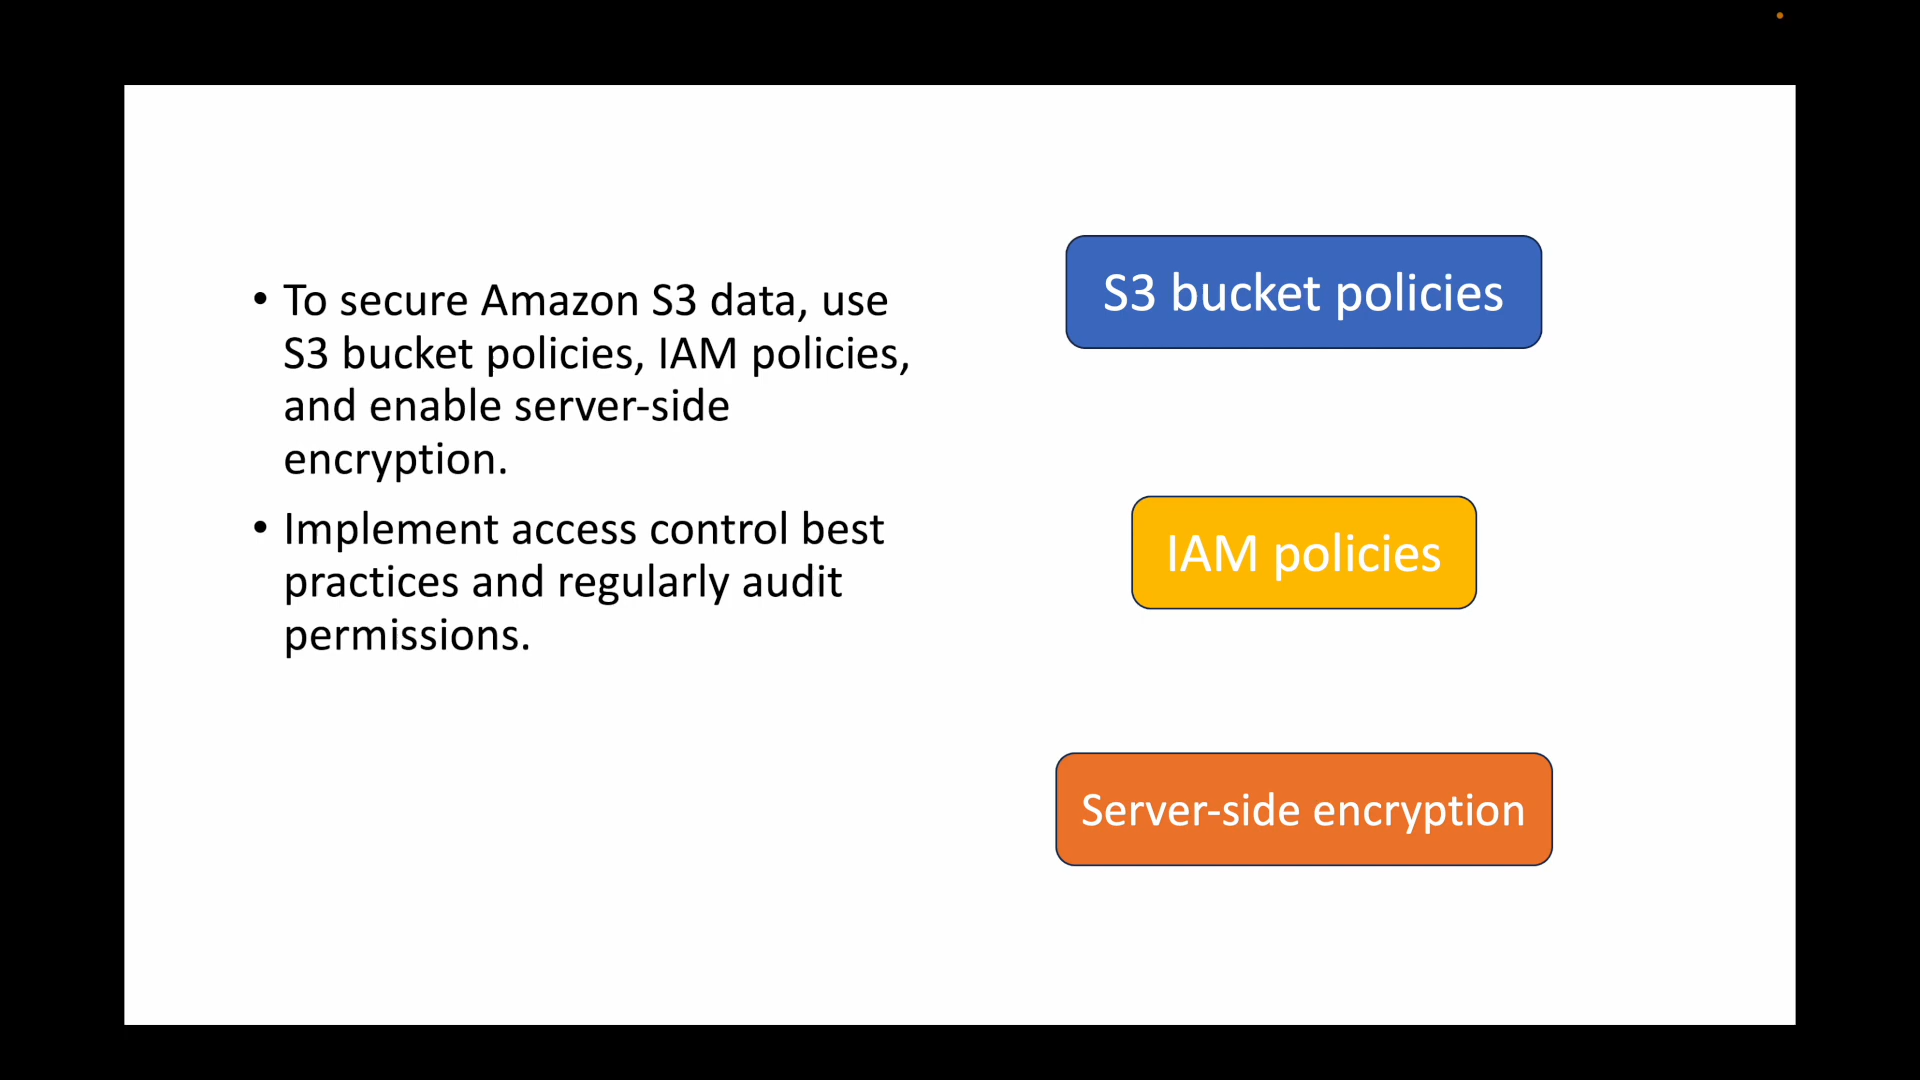 • To secure Amazon S3 data, use
S3 bucket policies, IAM policies,
and enable server-side
encryption.
• Implement access control best
practices and regularly audit
permissions.
S3 bucket policies
IAM policies
Server-side encryption